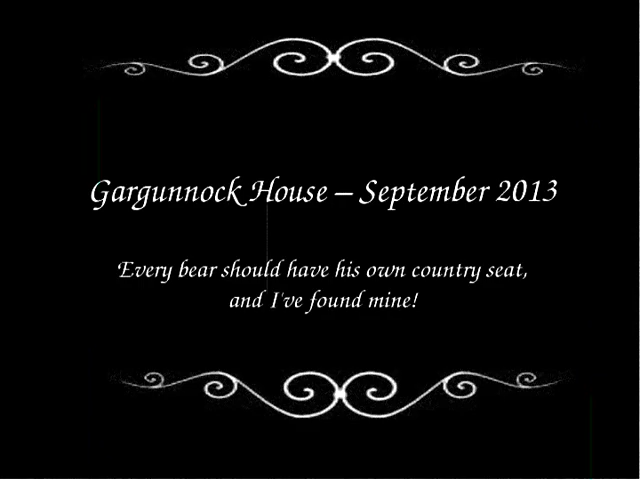 Gargunnock House – September 2013
Every bear should have his own country seat,
and I've found mine!